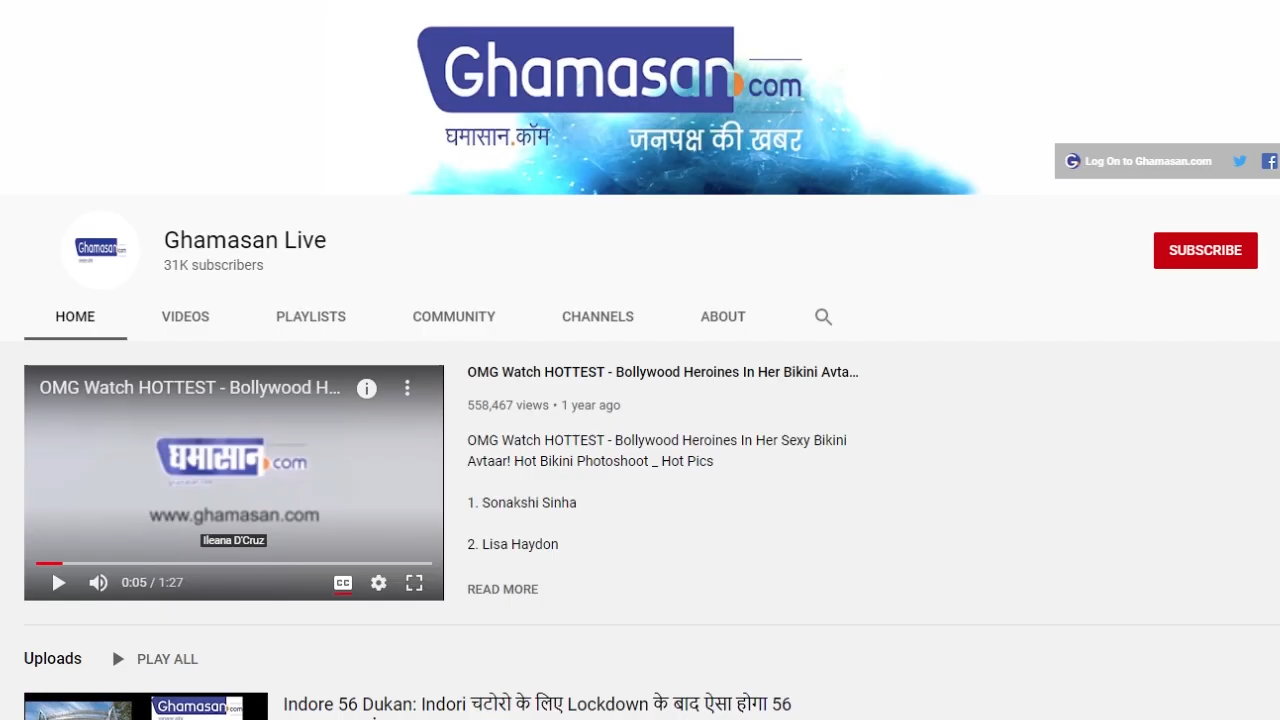 Ghamasan.com
घमासान.कॉम
जनपक्ष की खबर
Log On to Ghamasan.com
Ghamasan.com
Ghamasan Live
31K subscribers
SUBSCRIBE
HOME VIDEOS PLAYLISTS COMMUNITY CHANNELS ABOUT
OMG Watch HOTTEST - Bollywood H...
घमासान.com
www.ghamasan.com
Ileana D'Cruz
0:05 / 1:27
CC
OMG Watch HOTTEST - Bollywood Heroines In Her Bikini Avta...
558,467 views • 1 year ago
OMG Watch HOTTEST - Bollywood Heroines In Her Sexy Bikini
Avtaar! Hot Bikini Photoshoot _ Hot Pics
1. Sonakshi Sinha
2. Lisa Haydon
READ MORE
Uploads PLAY ALL
Ghamasan
Indore 56 Dukan: Indori चटोरो के लिए Lockdown के बाद ऐसा होगा 56